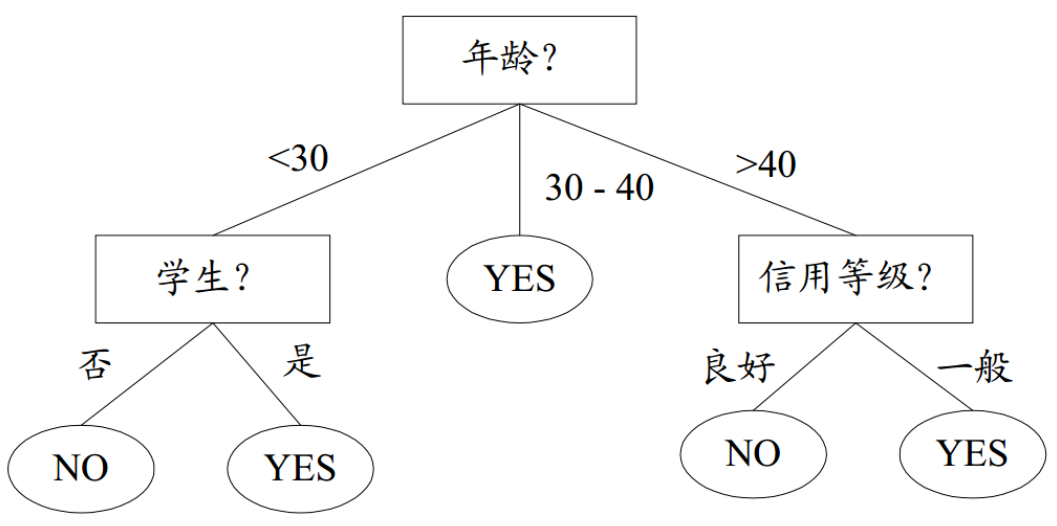 年龄?
<30
30 - 40
>40
学生?
YES
信用等级?
否
是
良好
一般
NO
YES
NO
YES